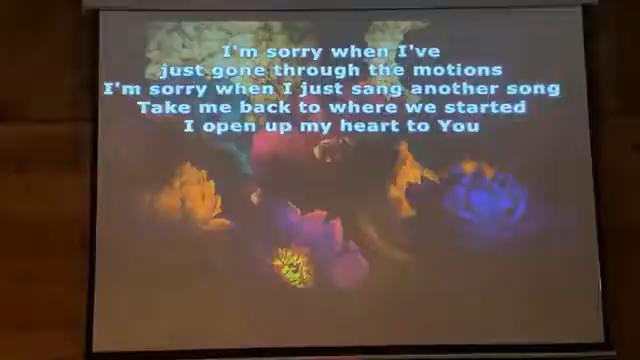 I'm sorry when I've
just gone through the motions
I'm sorry when I just sang another song
Take me back to where we started
I open up my heart to You